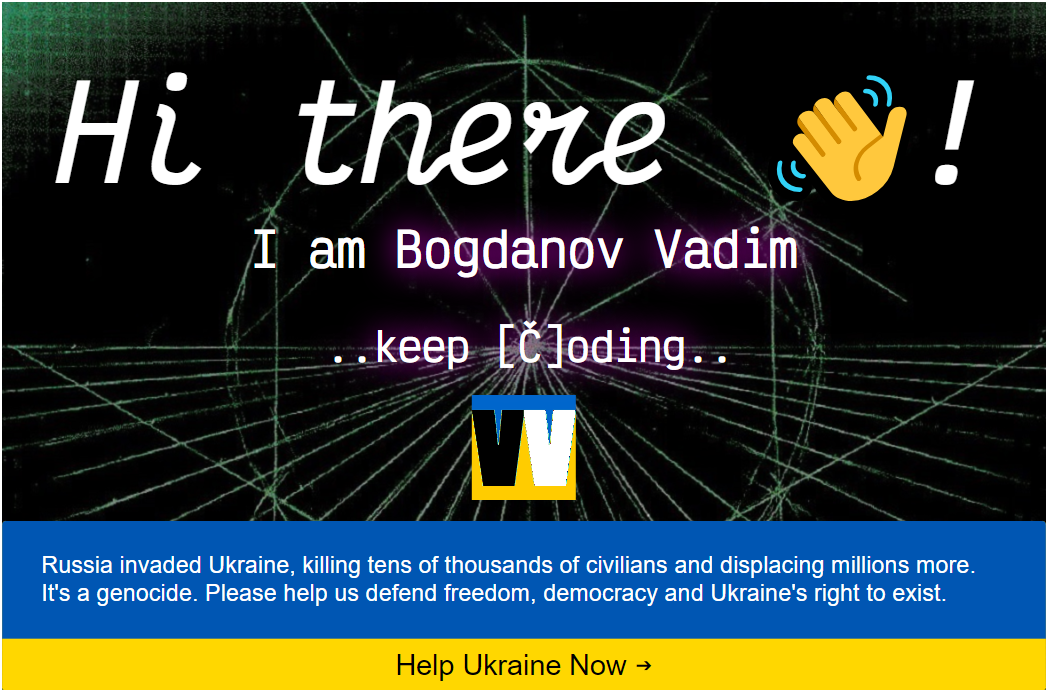 Hi there 👋!
I am Bogdanov Vadim
..keep [Č]oding..
VV
Russia invaded Ukraine, killing tens of thousands of civilians and displacing millions more.
It's a genocide. Please help us defend freedom, democracy and Ukraine's right to exist.
Help Ukraine Now →